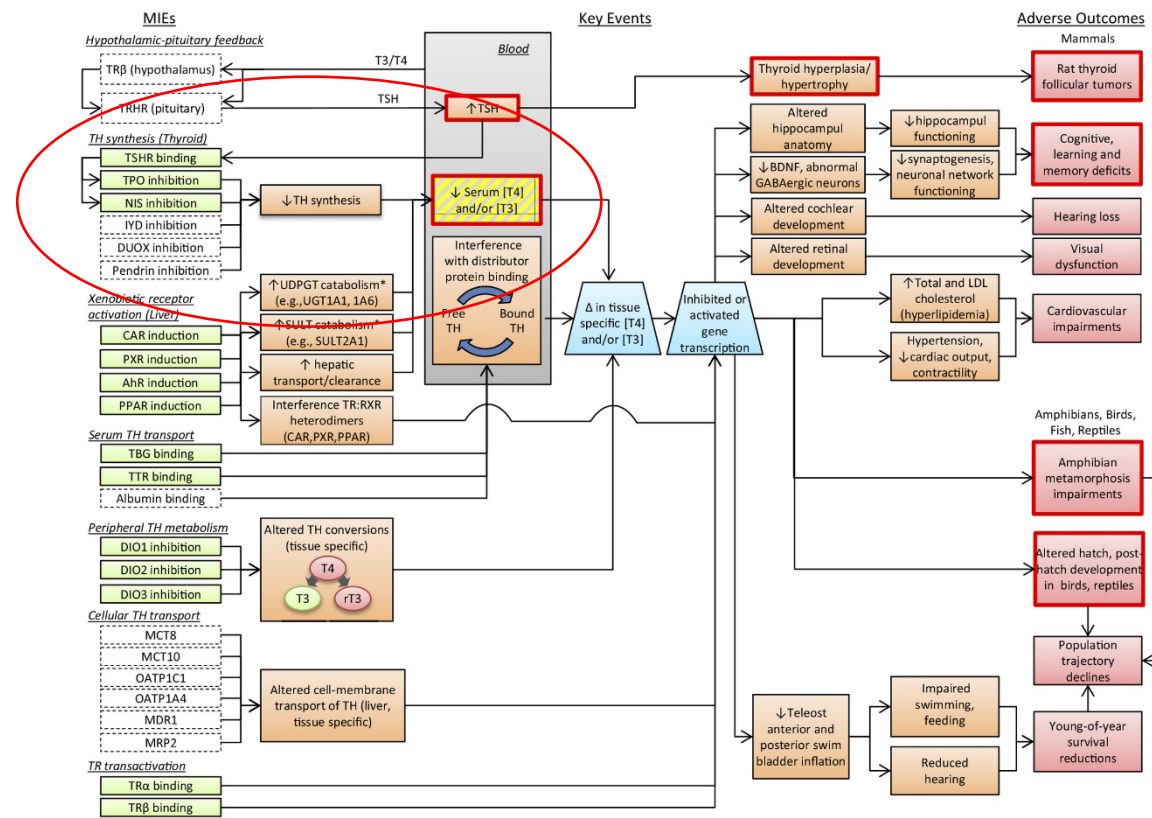 MIEs
Key Events
Adverse Outcomes
Hypothalamic-pituitary feedback
TRβ (hypothalamus)
TRHR (pituitary)
T3/T4
TSH
Blood
↑TSH
TH synthesis (Thyroid)
TSHR binding
TPO inhibition
NIS inhibition
IYD inhibition
DUOX inhibition
Pendrin inhibition
↓TH synthesis
↓ Serum [T4]
and/or [T3]
Interference
with distributor
protein binding
Free
TH
Bound
TH
Xenobiotic receptor
activation (Liver)
CAR induction
PXR induction
AhR induction
PPAR induction
↑UDPGT catabolism*
(e.g.,UGT1A1, 1A6)
↑SULT catabolism*
(e.g., SULT2A1)
↑ hepatic
transport/clearance
Interference TR:RXR
heterodimers
(CAR,PXR,PPAR)
Serum TH transport
TBG binding
TTR binding
Albumin binding
Peripheral TH metabolism
DIO1 inhibition
DIO2 inhibition
DIO3 inhibition
Altered TH conversions
(tissue specific)
T4
T3
rT3
Cellular TH transport
MCT8
MCT10
OATP1C1
OATP1A4
MDR1
MRP2
Altered cell-membrane
transport of TH (liver,
tissue specific)
TR transactivation
TRα binding
TRβ binding
Δ in tissue
specific [T4]
and/or [T3]
Inhibited or
activated
gene
transcription
Thyroid hyperplasia/
hypertrophy
Altered
hippocampul
anatomy
↓hippocampul
functioning
↓BDNF, abnormal
GABAergic neurons
↓synaptogenesis,
neuronal network
functioning
Altered cochlear
development
Altered retinal
development
↑Total and LDL
cholesterol
(hyperlipidemia)
Hypertension,
↓cardiac output,
contractility
↓Teleost
anterior and
posterior swim
bladder inflation
Impaired
swimming,
feeding
Reduced
hearing
Mammals
Rat thyroid
follicular tumors
Cognitive,
learning and
memory deficits
Hearing loss
Visual
dysfunction
Cardiovascular
impairments
Amphibians, Birds,
Fish, Reptiles
Amphibian
metamorphosis
impairments
Altered hatch, post-
hatch development
in birds, reptiles
Population
trajectory
declines
Young-of-year
survival
reductions